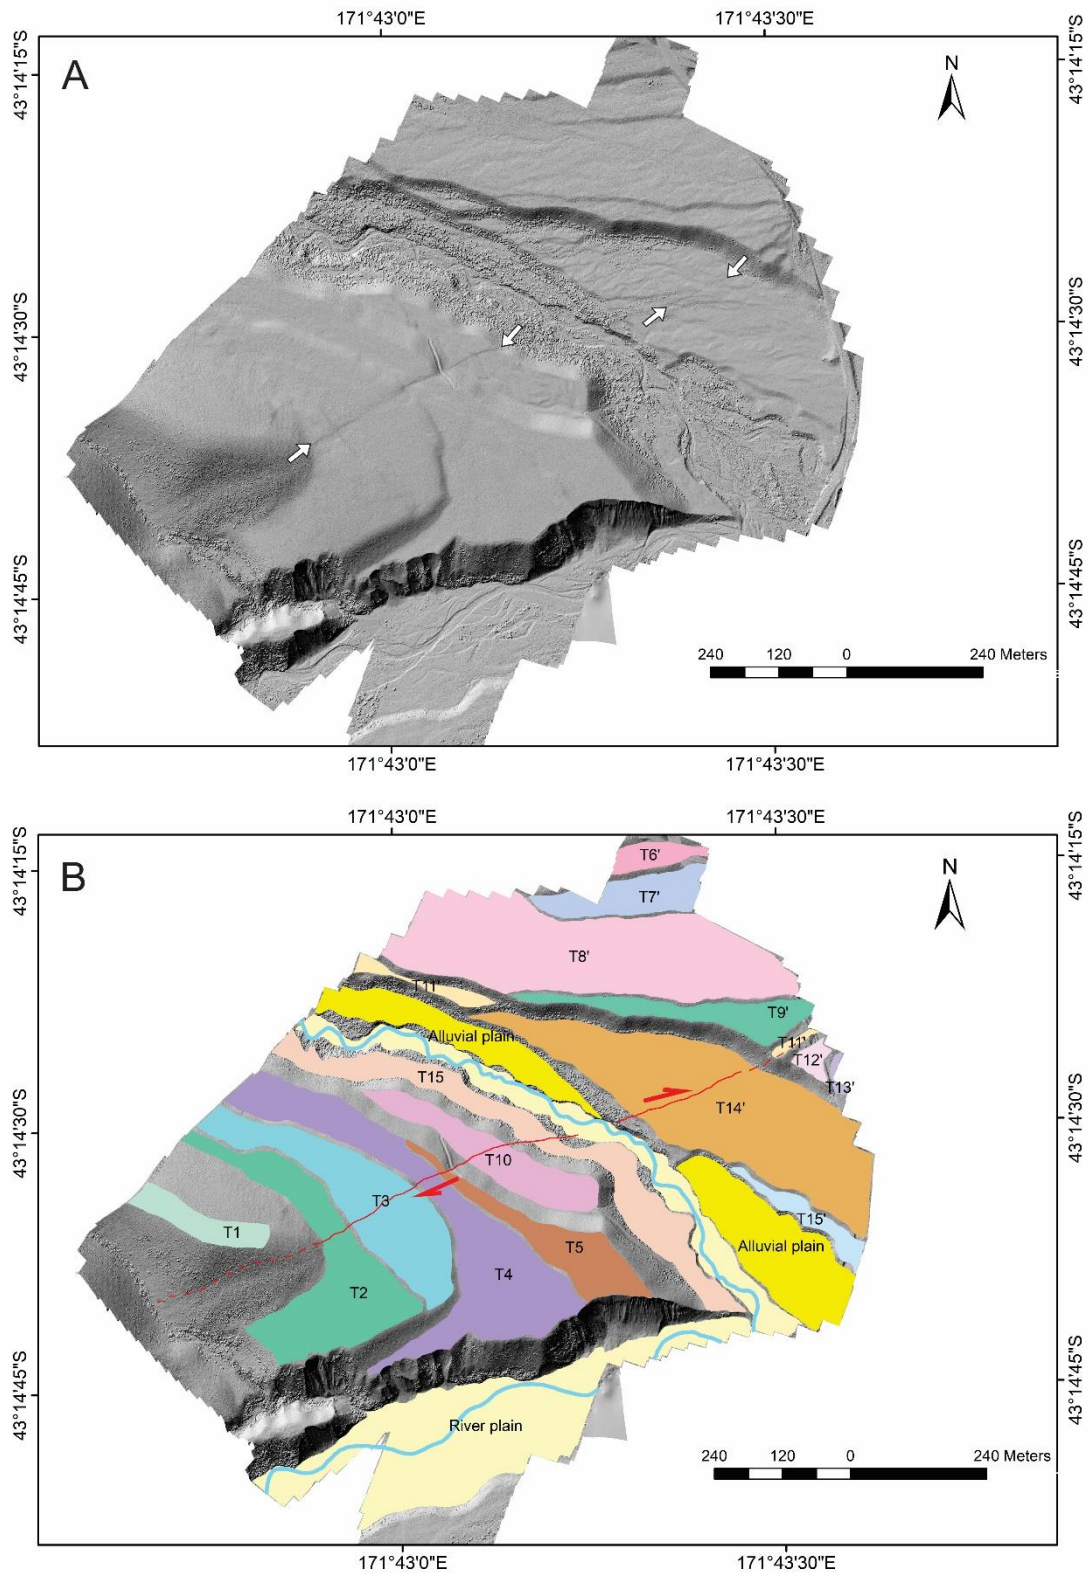 171°43'0"E 171°43'30"E
43°14'15"S 43°14'15"S
A
N
43°14'30"S 43°14'30"S
43°14'45"S 43°14'45"S
240 120 0 240 Meters
171°43'0"E 171°43'30"E
171°43'0"E 171°43'30"E
43°14'15"S 43°14'15"S
B
N
T6'
T7'
T8'
T11'
T9'
Alluvial plain
T11'
T12'
T15
T13'
T14'
43°14'30"S 43°14'30"S
T10
T3
T15'
T1
T5
Alluvial plain
T4
T2
43°14'45"S 43°14'45"S
River plain
240 120 0 240 Meters
171°43'0"E 171°43'30"E